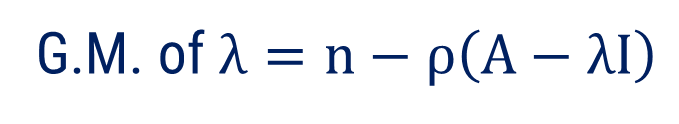 G.M. of λ = n − ρ(A − λI)